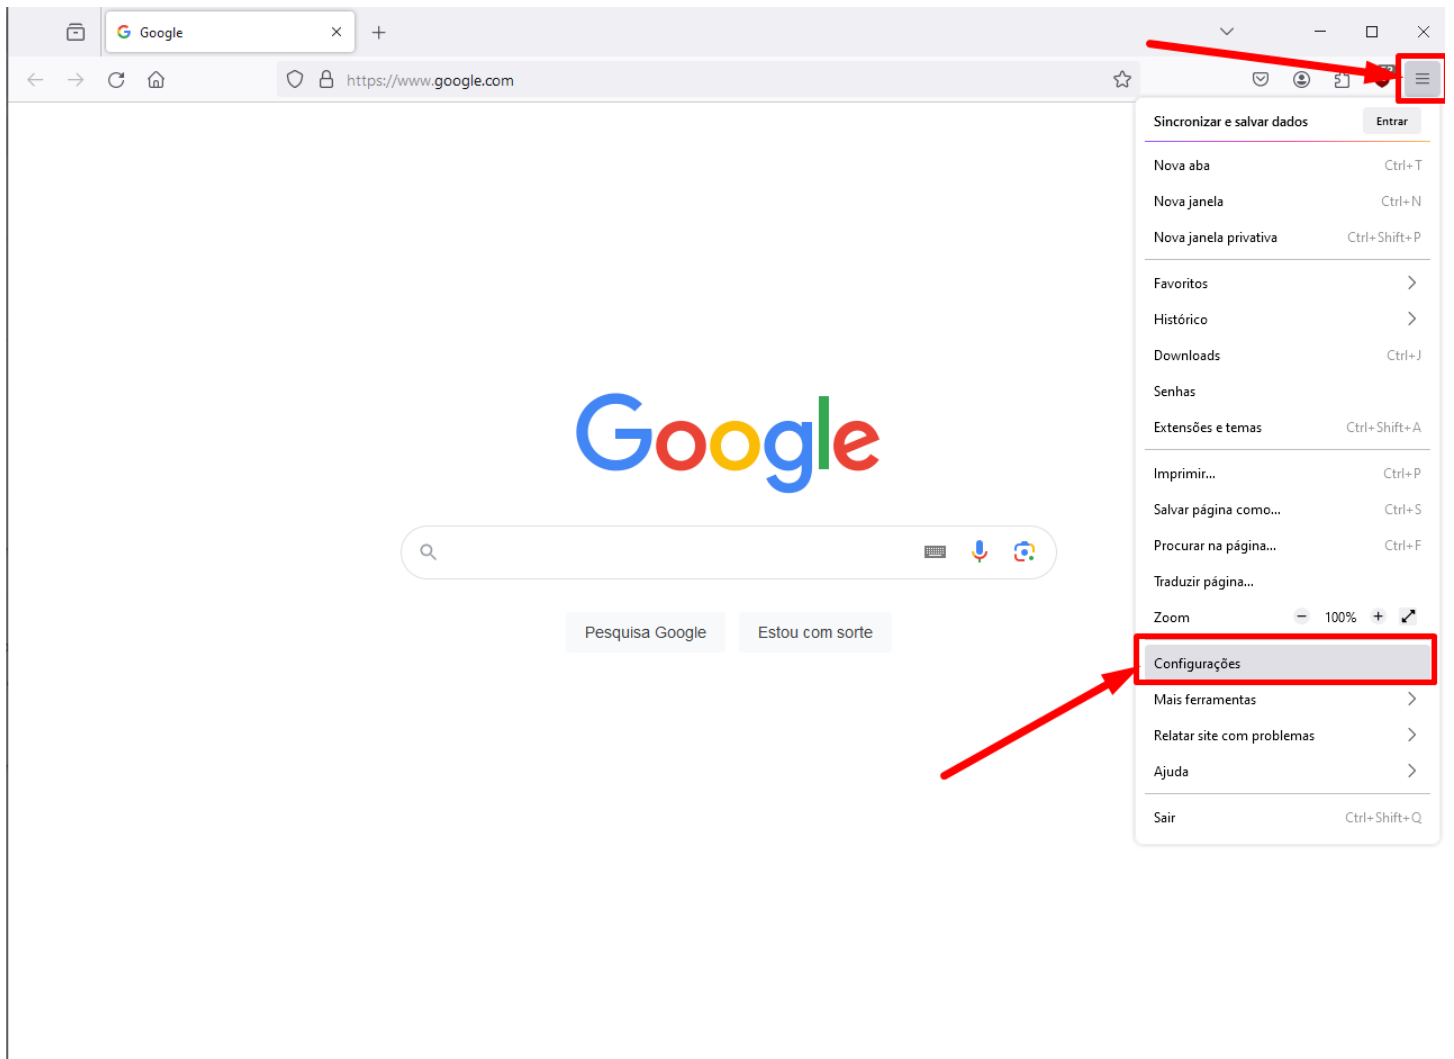 Google
https://www.google.com
Sincronizar e salvar dados Entrar
Nova aba Ctrl+T
Nova janela Ctrl+N
Nova janela privativa Ctrl+Shift+P
Favoritos
Histórico
Downloads Ctrl+J
Senhas
Extensões e temas Ctrl+Shift+A
Imprimir... Ctrl+P
Salvar página como... Ctrl+S
Procurar na página... Ctrl+F
Traduzir página...
Zoom − 100% +
Configurações
Mais ferramentas
Relatar site com problemas
Ajuda
Sair Ctrl+Shift+Q
Google
Pesquisa Google Estou com sorte